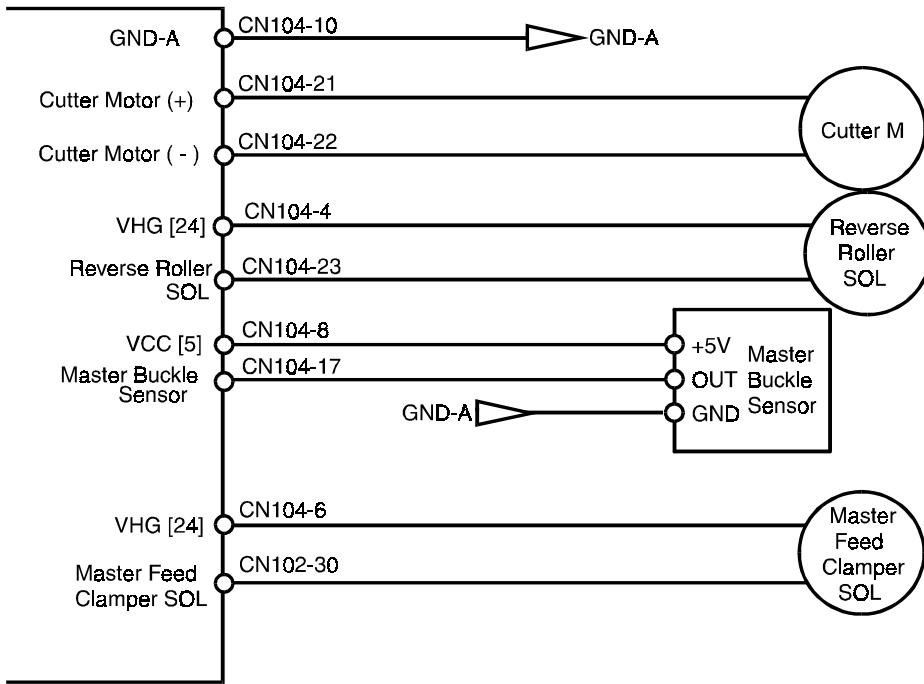 GND-A CN104-10 GND-A
Cutter Motor (+) CN104-21
Cutter Motor ( - ) CN104-22
Cutter M
VHG [24] CN104-4
Reverse Roller
SOL
CN104-23
Reverse
Roller
SOL
VCC [5] CN104-8
Master Buckle
Sensor
CN104-17
GND-A
+5V
OUT
GND
Master
Buckle
Sensor
VHG [24] CN104-6
Master Feed
Clamper SOL
CN102-30
Master
Feed
Clamper
SOL